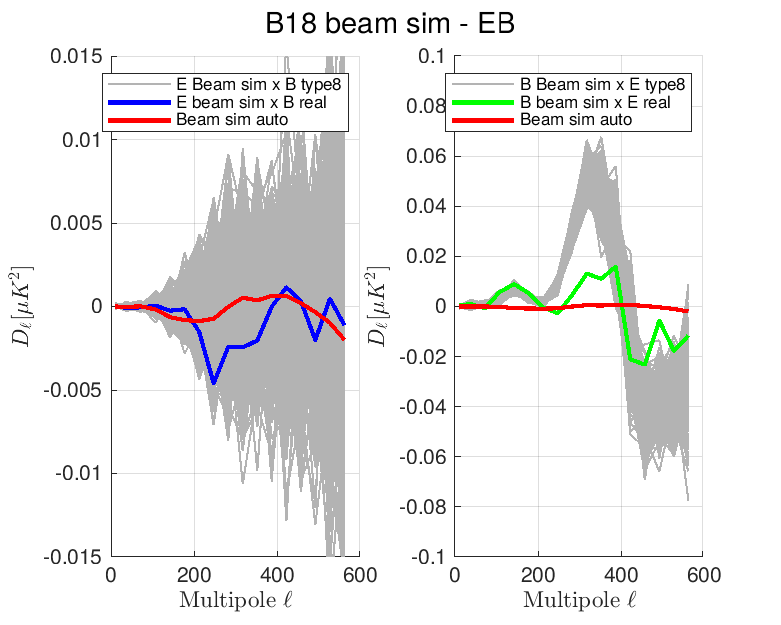 B18 beam sim - EB
0.015
0.01
0.005
0
-0.005
-0.01
-0.015
D_ℓ[μK²]
E Beam sim x B type8
E beam sim x B real
Beam sim auto
0 200 400 600
Multipole ℓ
0.1
0.08
0.06
0.04
0.02
0
-0.02
-0.04
-0.06
-0.08
-0.1
D_ℓ[μK²]
B Beam sim x E type8
B beam sim x E real
Beam sim auto
0 200 400 600
Multipole ℓ